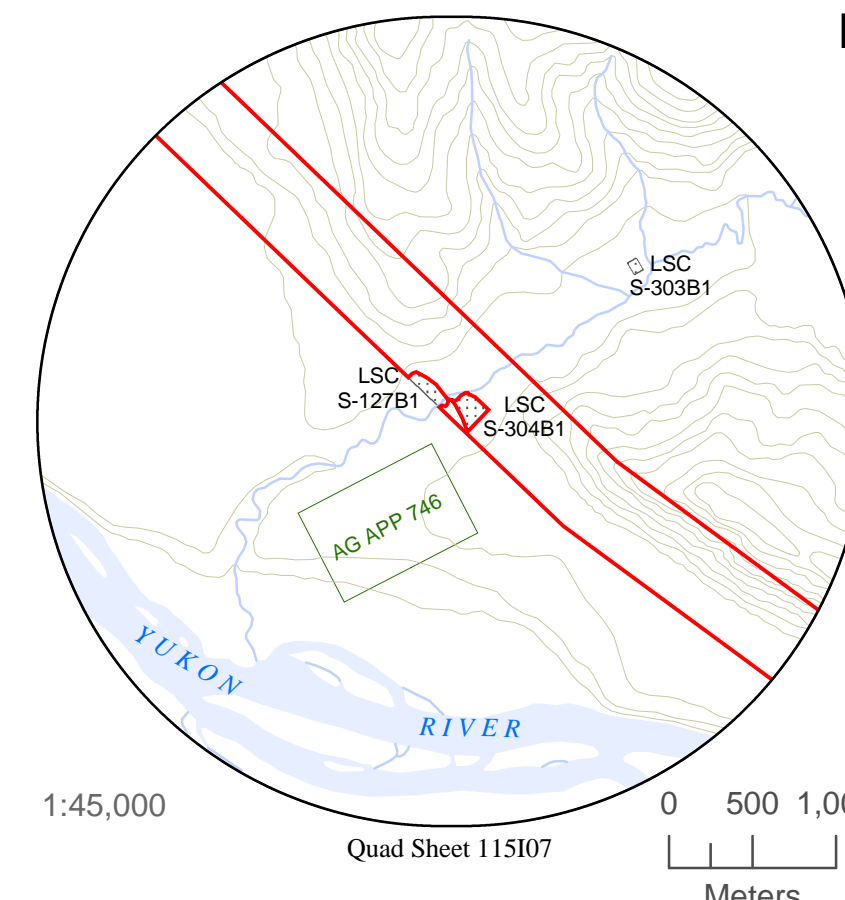 LSC
S-303B1
LSC
S-127B1
LSC
S-304B1
AG APP 746
YUKON
RIVER
1:45,000
0 500
Quad Sheet 115I07
Meters